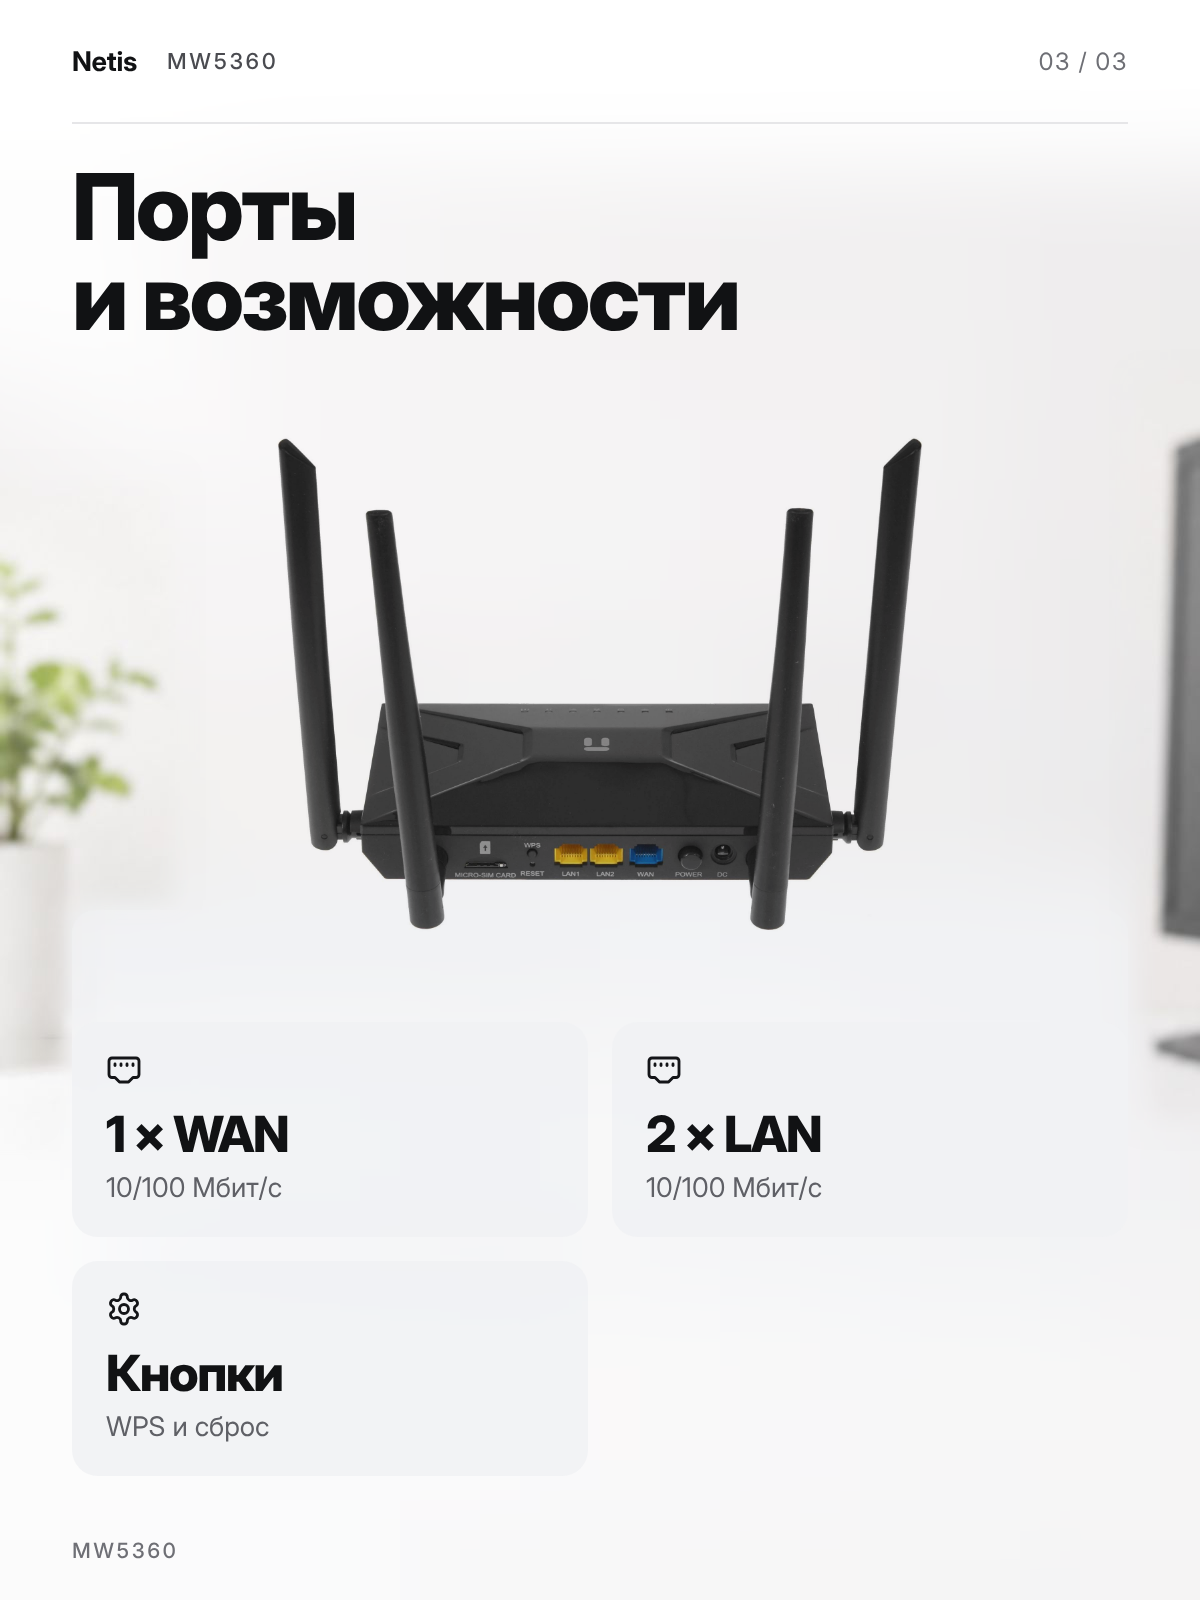 Netis MW5360 03 / 03
Порты
и возможности
MICRO-SIM CARD WPS RESET LAN1 LAN2 WAN POWER DC
1 × WAN
10/100 Мбит/с
2 × LAN
10/100 Мбит/с
Кнопки
WPS и сброс
MW5360